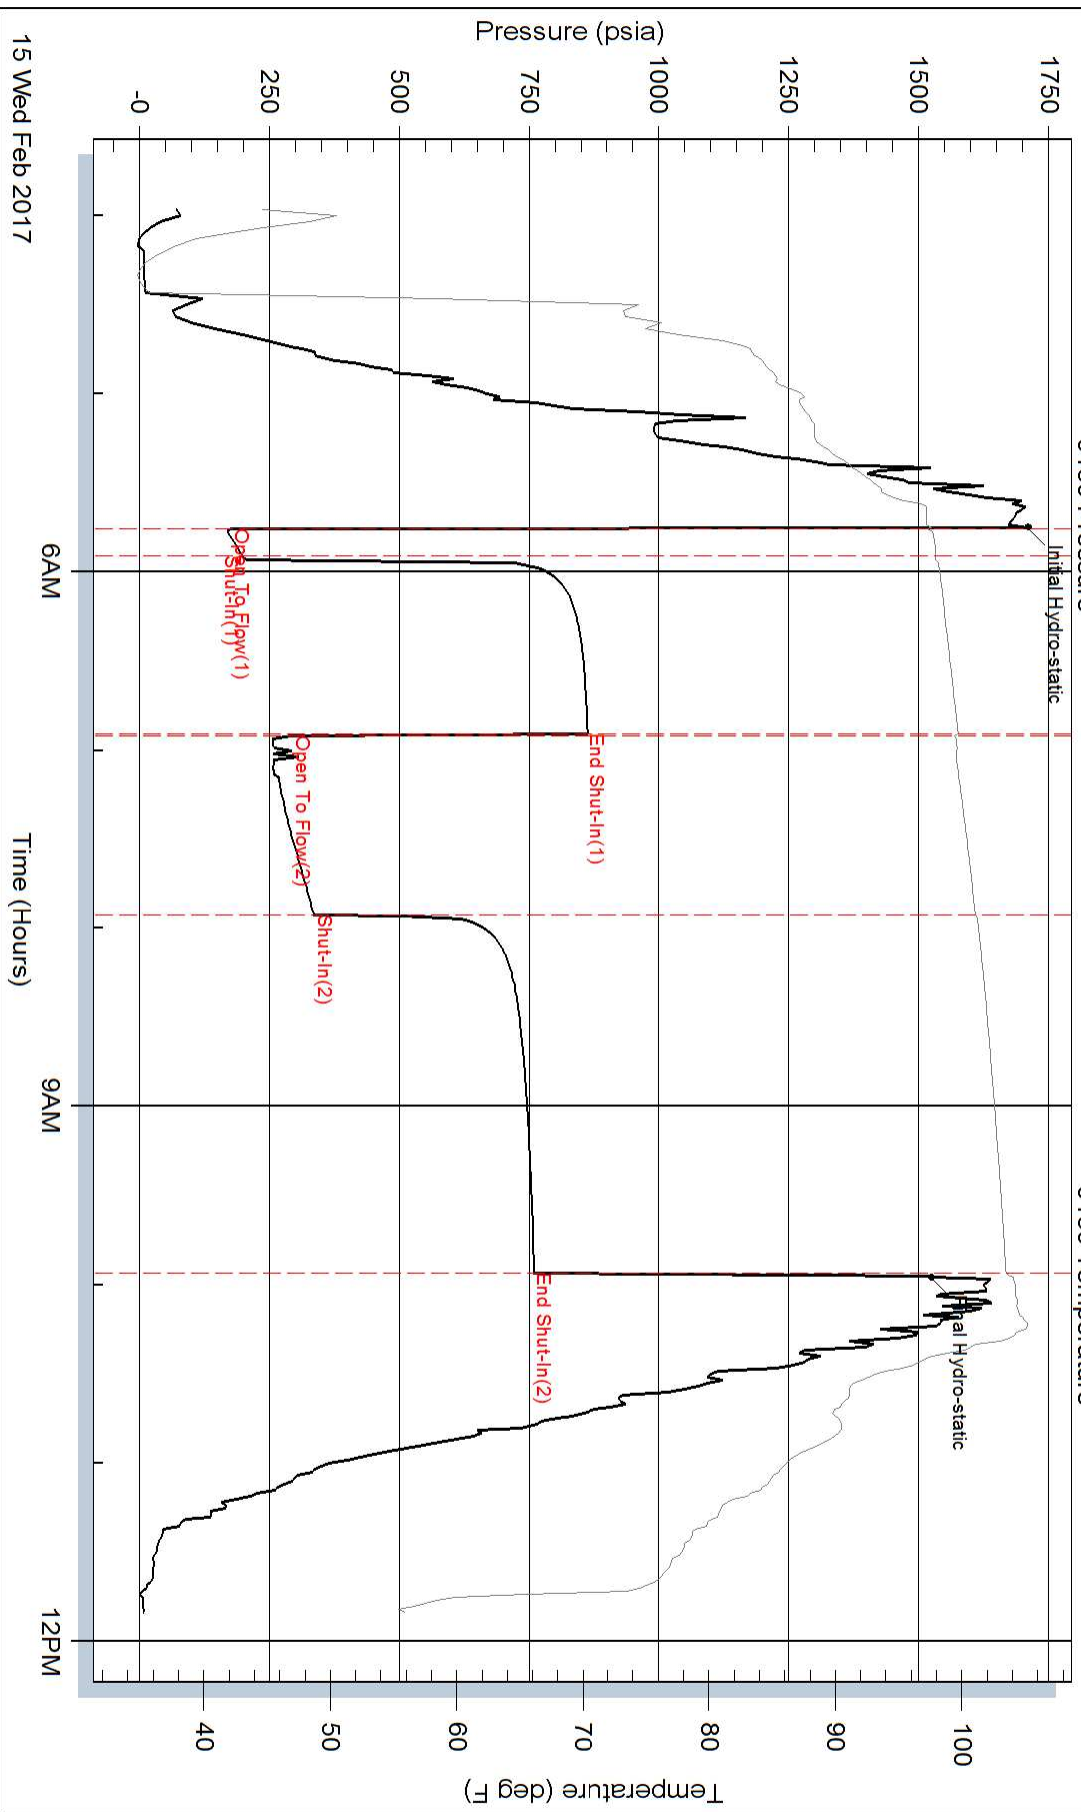 Pressure (psia)
1750
1500
1250
1000
750
500
250
-0
Initial Hydro-static
Open To Flow(1)
Shut-In(1)
End Shut-In(1)
Open To Flow(2)
Shut-In(2)
End Shut-In(2)
Final Hydro-static
Temperature (deg F)
100
90
80
70
60
50
40
15 Wed Feb 2017
6AM
9AM
12PM
Time (Hours)